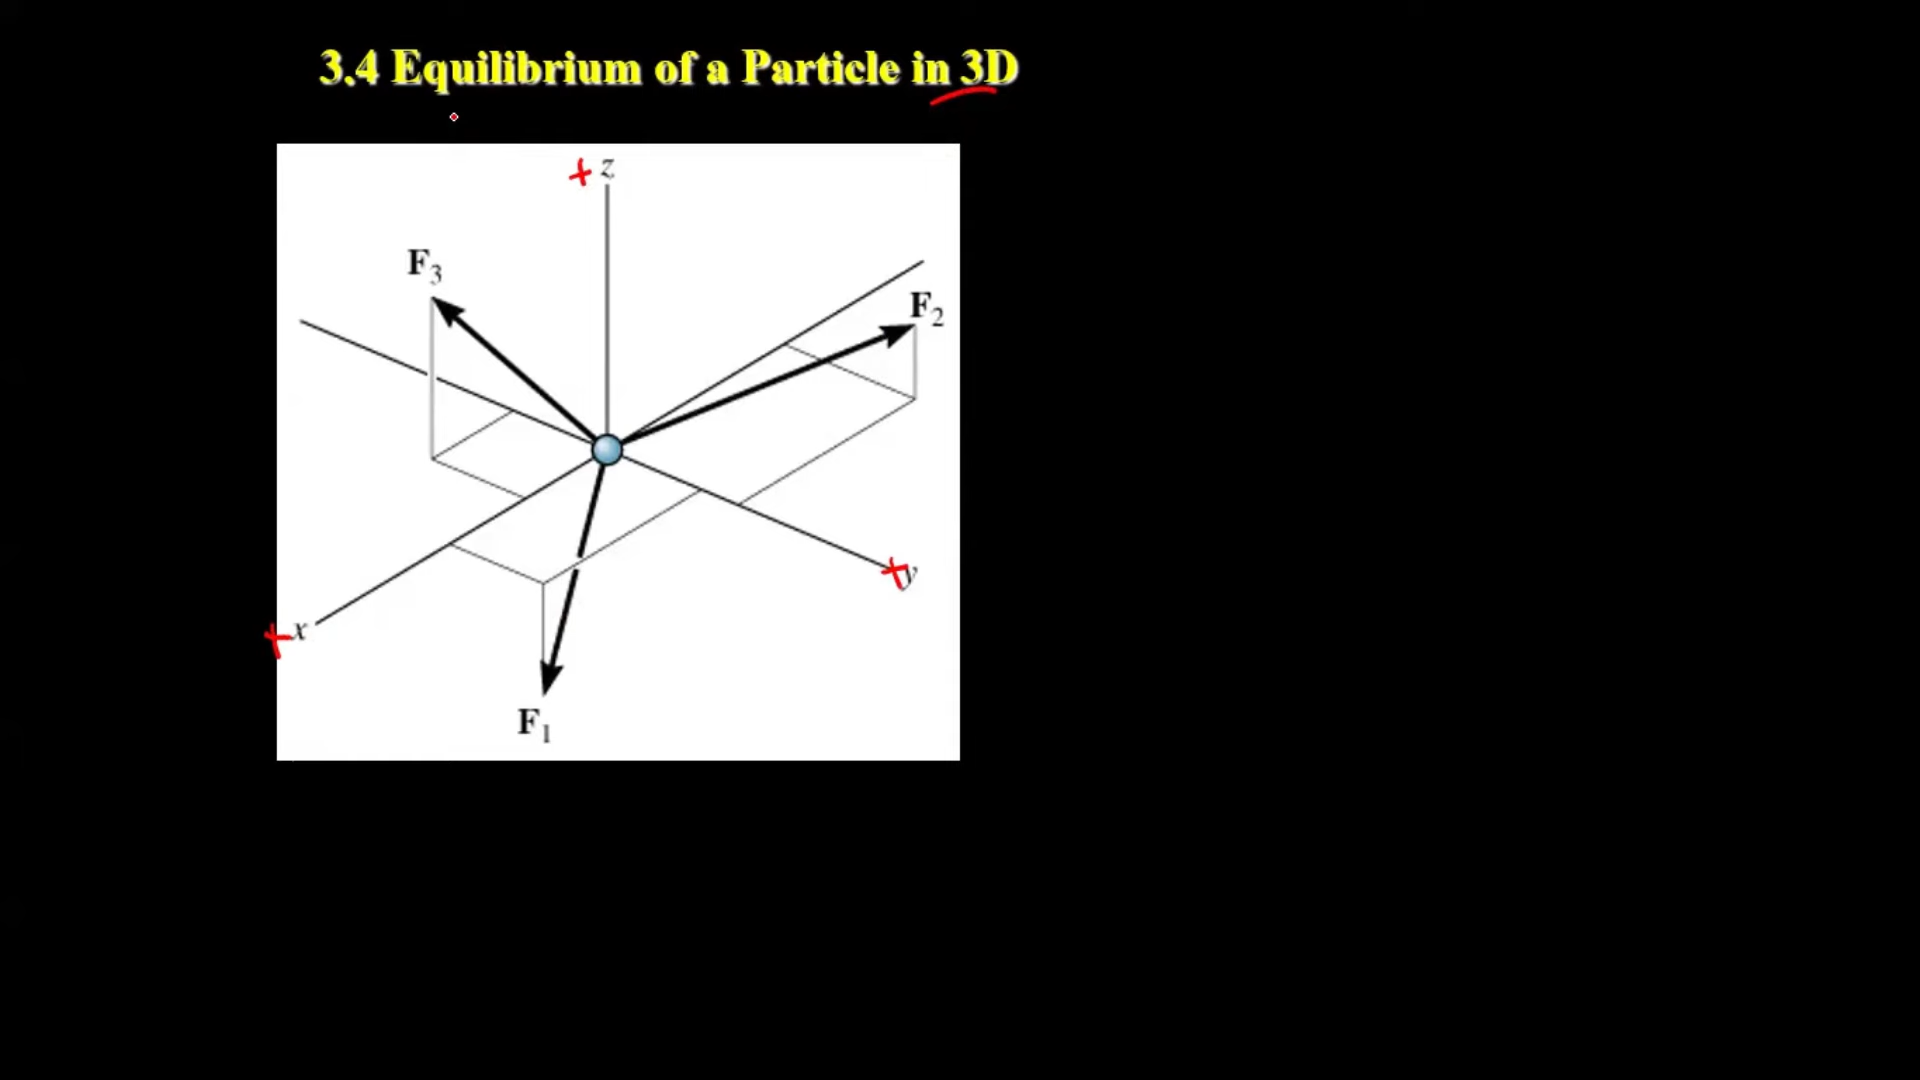 3.4 Equilibrium of a Particle in 3D
+ z
F3
F2
+ y
+ x
F1